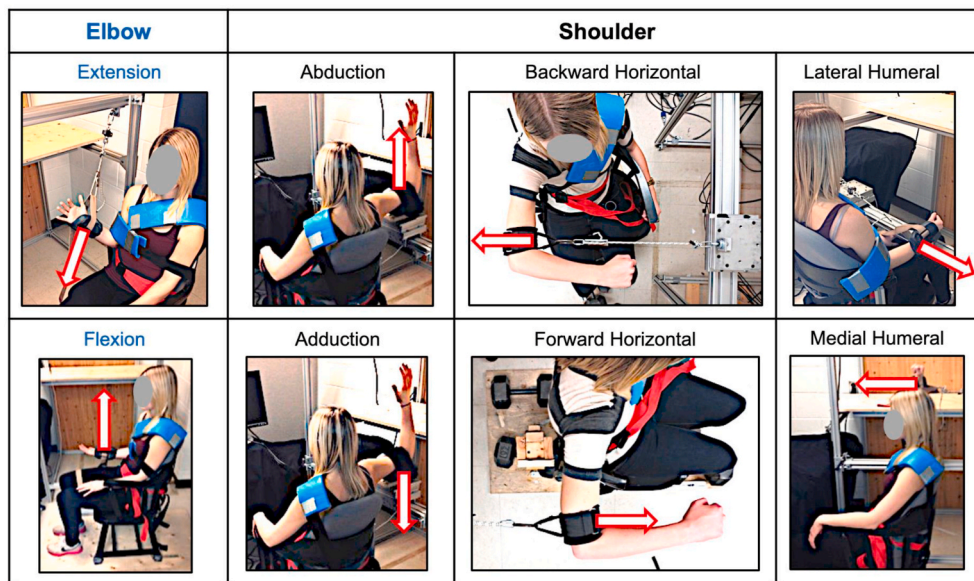 Elbow
Shoulder
Extension
Abduction
Backward Horizontal
Lateral Humeral
Flexion
Adduction
Forward Horizontal
Medial Humeral